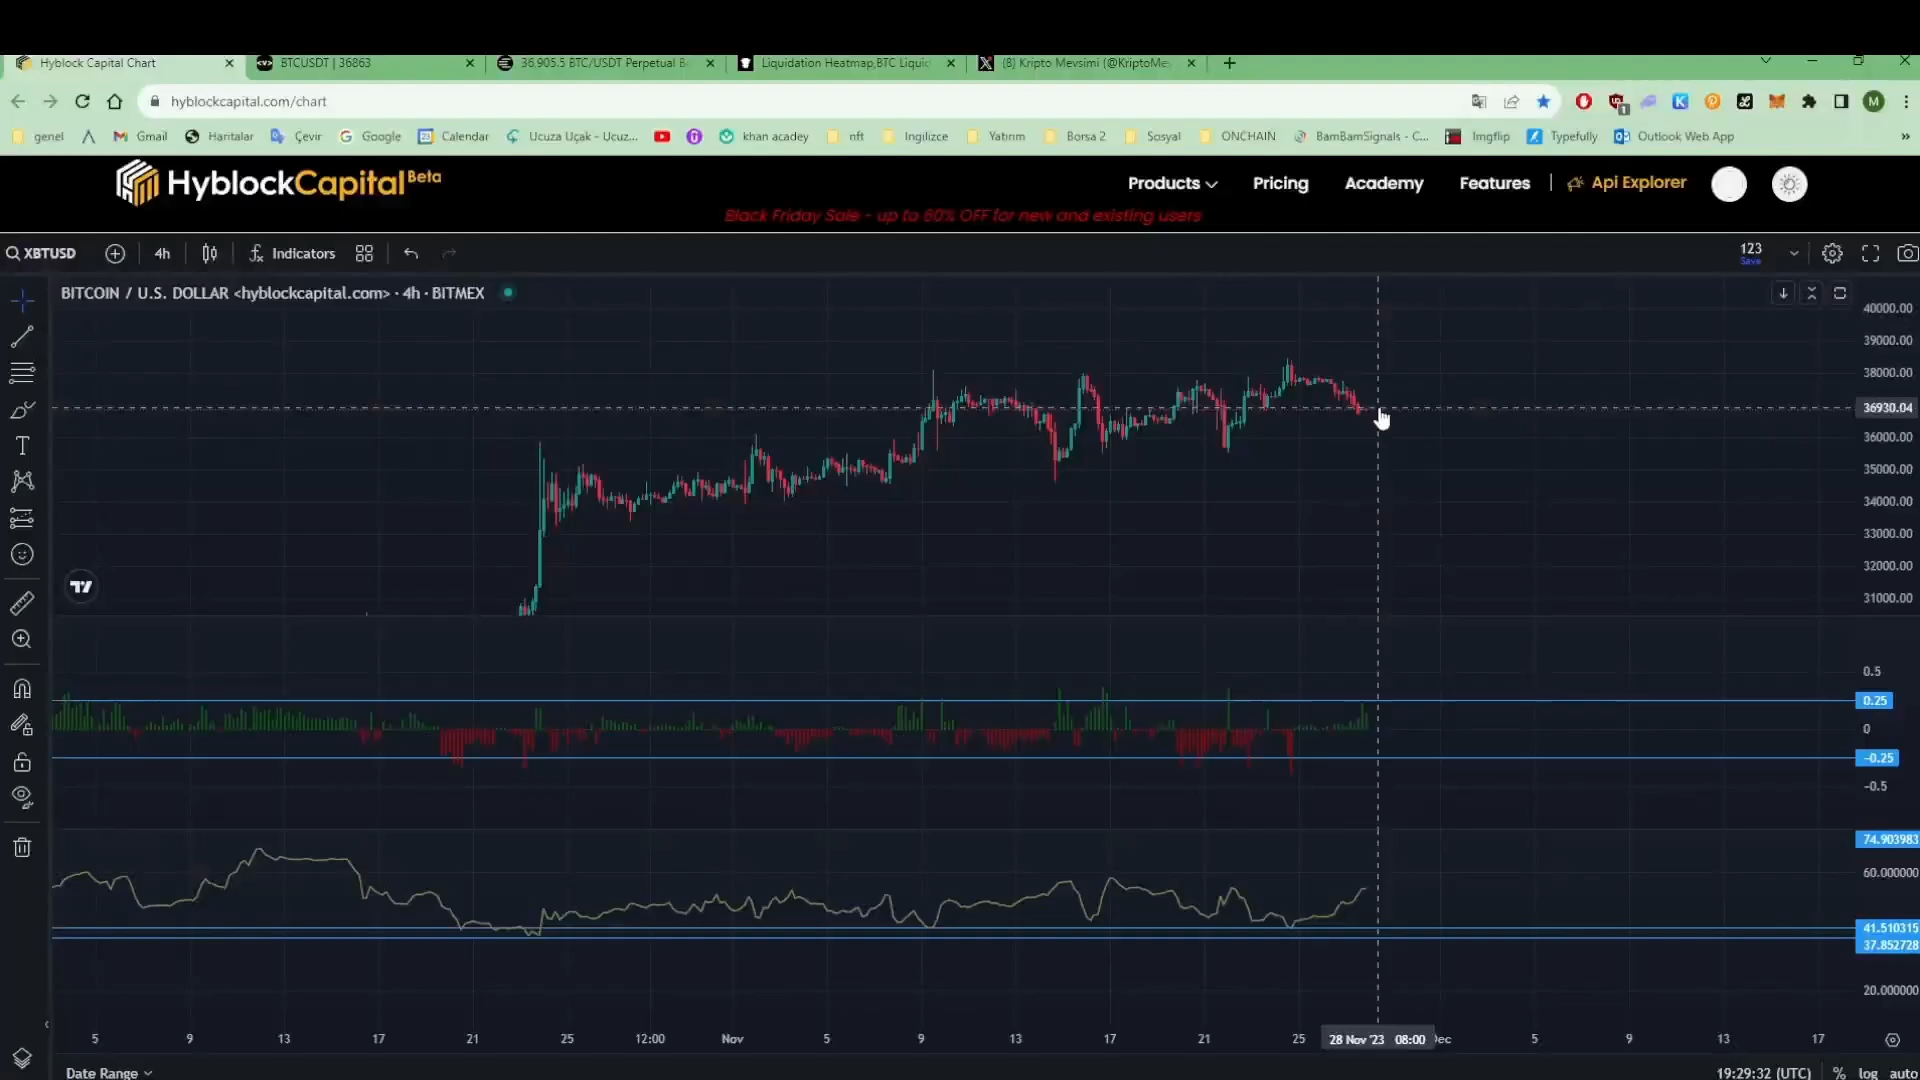 Hyblock Capital Chart
BTCUSDT | 36863
36.905.5 BTC/USDT Perpetual B
Liquidation Heatmap,BTC Liquid
(8) Kripto Mevsimi (@KriptoMe
hyblockcapital.com/chart
1
M
genel
Gmail
Haritalar
Çevir
Google
23
Calendar
Ucuza Uçak - Ucuz...
khan acadey
nft
Ingilizce
Yatırım
Borsa 2
Sosyal
ONCHAIN
BamBamSignals - C...
Imgflip
Typefully
Outlook Web App
HyblockCapital Beta
Products
Pricing
Academy
Features
Api Explorer
Black Friday Sale - up to 60% OFF for new and existing users
XBTUSD
4h
Indicators
123
Save
BITCOIN / U.S. DOLLAR <hyblockcapital.com> · 4h · BITMEX
40000.00
39000.00
38000.00
36930.04
36000.00
35000.00
34000.00
33000.00
32000.00
31000.00
0.5
0.25
0
-0.25
-0.5
74.903983
60.000000
41.510315
37.852728
20.000000
5 9 13 17 21 25 12:00 Nov 5 9 13 17 21 25 28 Nov '23 08:00 Dec 5 9 13 17
Date Range
19:29:32 (UTC) % log auto